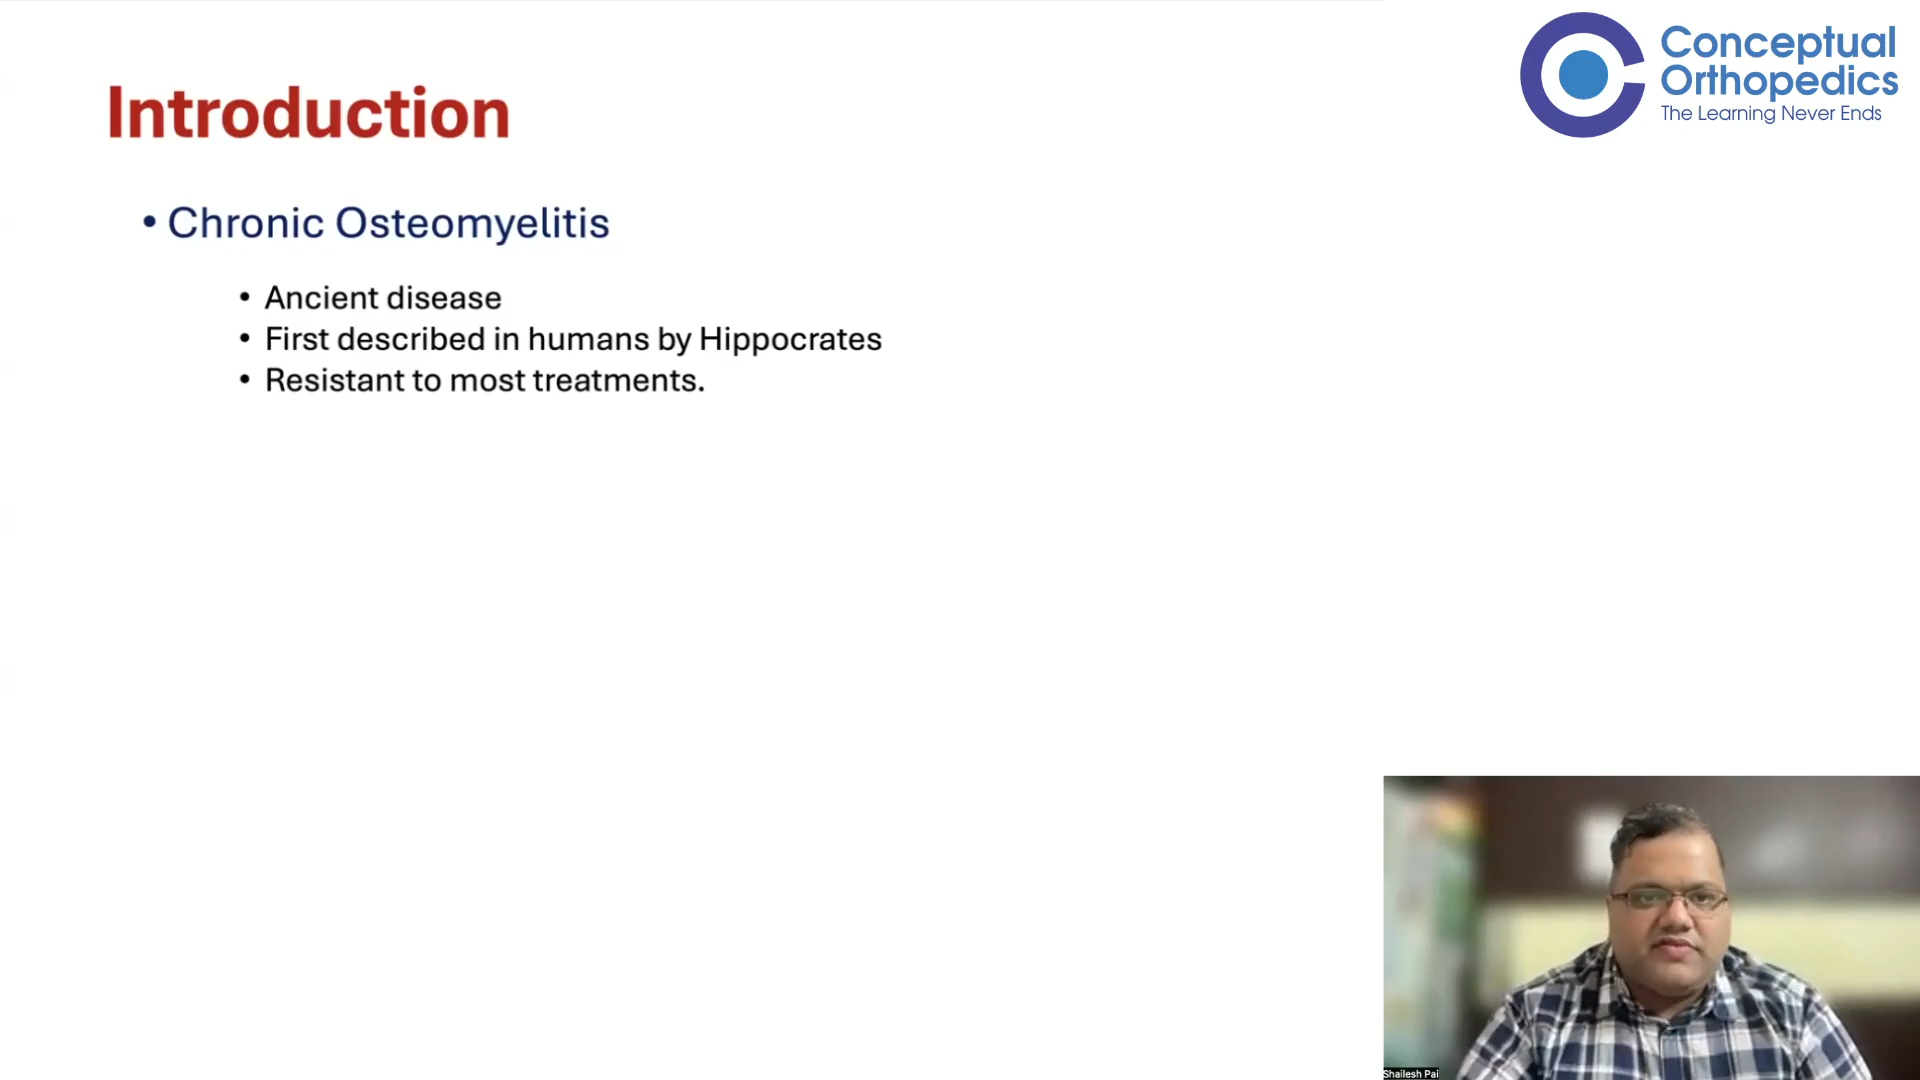 Conceptual
Orthopedics
The Learning Never Ends
Introduction
• Chronic Osteomyelitis
• Ancient disease
• First described in humans by Hippocrates
• Resistant to most treatments.
Shailesh Pai